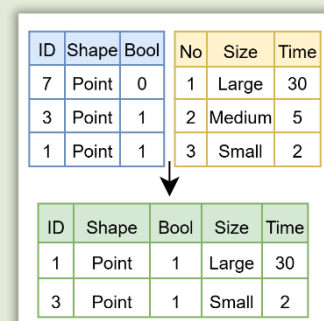 ID Shape Bool No Size Time
7 Point 0 1 Large 30
3 Point 1 2 Medium 5
1 Point 1 3 Small 2
ID Shape Bool Size Time
1 Point 1 Large 30
3 Point 1 Small 2